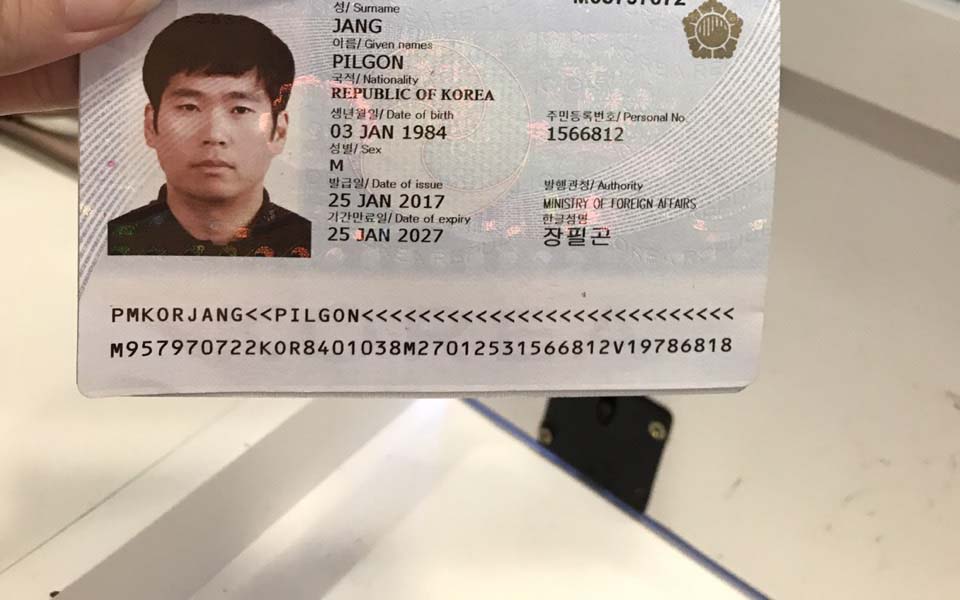 성/ Surname
JANG
이름/ Given names
PILGON
국적/ Nationality
REPUBLIC OF KOREA
생년월일/ Date of birth
03 JAN 1984
주민등록번호/ Personal No.
1566812
성별/ Sex
M
발급일/ Date of issue
25 JAN 2017
발행관청/ Authority
MINISTRY OF FOREIGN AFFAIRS
기간만료일/ Date of expiry
25 JAN 2027
한글성명
장필곤
PMKORJANG<<PILGON<<<<<<<<<<<<<<<<<<<<<<<<<<<
M957970722KOR8401038M27012531566812V19786818